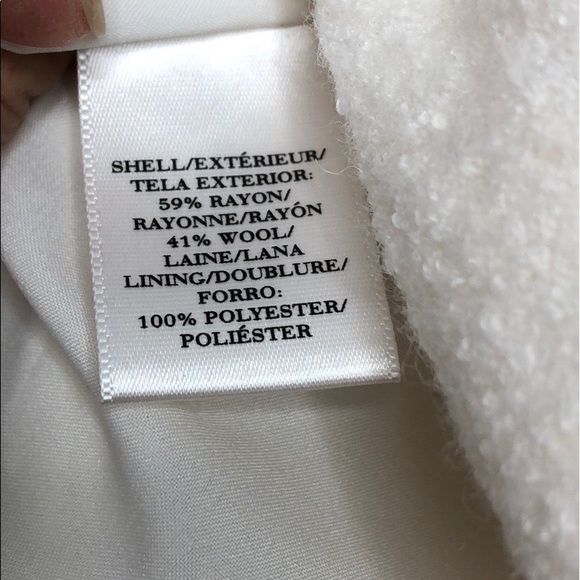 SHELL/EXTÉRIEUR/
TELA EXTERIOR:
59% RAYON/
RAYONNE/RAYÓN
41% WOOL/
LAINE/LANA
LINING/DOUBLURE/
FORRO:
100% POLYESTER/
POLIÉSTER